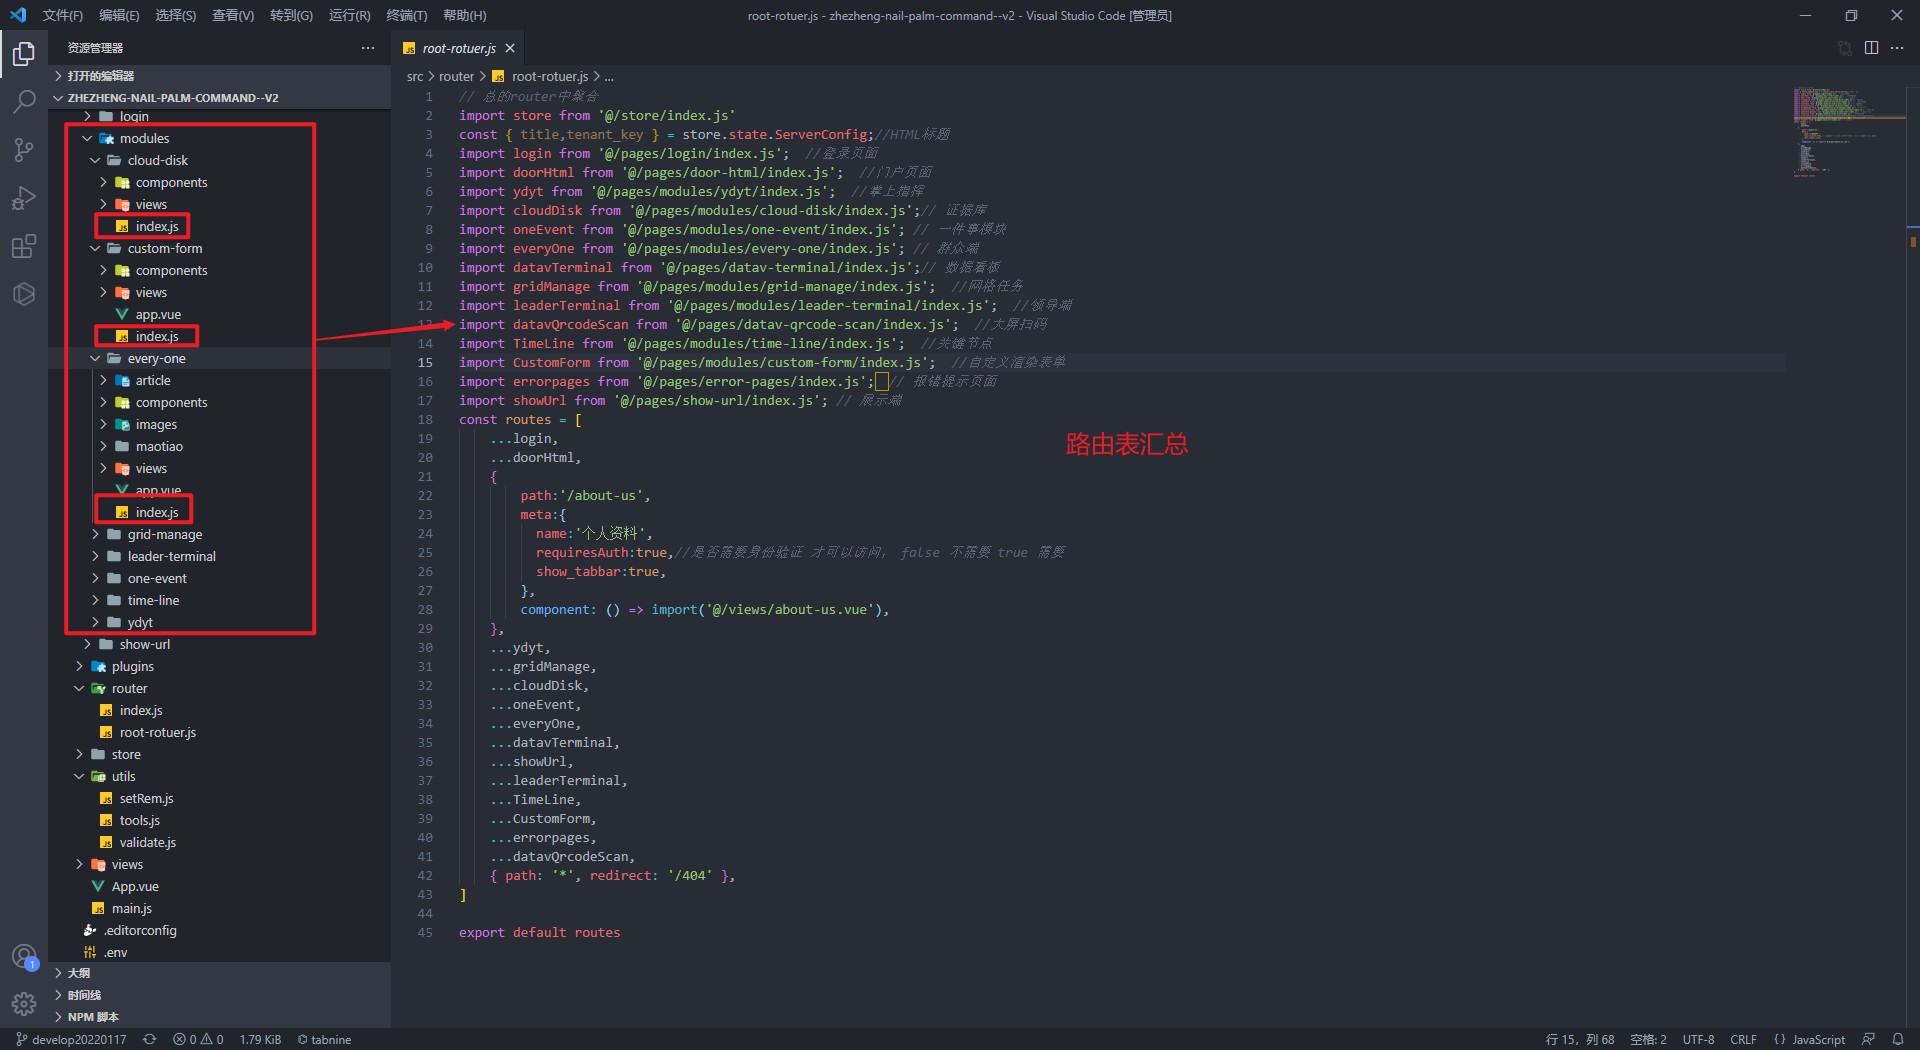 文件(F) 编辑(E) 选择(S) 查看(V) 转到(G) 运行(R) 终端(T) 帮助(H)
root-rotuer.js - zhezheng-nail-palm-command--v2 - Visual Studio Code [管理员]
资源管理器
打开的编辑器
ZHEZHENG-NAIL-PALM-COMMAND--V2
login
modules
cloud-disk
components
views
index.js
custom-form
components
views
app.vue
index.js
every-one
article
components
images
maotiao
views
app.vue
index.js
grid-manage
leader-terminal
one-event
time-line
ydyt
show-url
plugins
router
index.js
root-rotuer.js
store
utils
setRem.js
tools.js
validate.js
views
App.vue
main.js
.editorconfig
.env
大纲
时间线
NPM 脚本
root-rotuer.js
src > router > root-rotuer.js > ...
1 // 总的router中聚合
2 import store from '@/store/index.js'
3 const { title,tenant_key } = store.state.ServerConfig;//HTML标题
4 import login from '@/pages/login/index.js';  //登录页面
5 import doorHtml from '@/pages/door-html/index.js';  //门户页面
6 import ydyt from '@/pages/modules/ydyt/index.js';  //掌上指挥
7 import cloudDisk from '@/pages/modules/cloud-disk/index.js';// 证据库
8 import oneEvent from '@/pages/modules/one-event/index.js'; // 一件事模块
9 import everyOne from '@/pages/modules/every-one/index.js'; // 群众端
10 import datavTerminal from '@/pages/datav-terminal/index.js';// 数据看板
11 import gridManage from '@/pages/modules/grid-manage/index.js';  //网格任务
12 import leaderTerminal from '@/pages/modules/leader-terminal/index.js';  //领导端
13 import datavQrcodeScan from '@/pages/datav-qrcode-scan/index.js';  //大屏扫码
14 import TimeLine from '@/pages/modules/time-line/index.js';  //关键节点
15 import CustomForm from '@/pages/modules/custom-form/index.js';  //自定义渲染表单
16 import errorpages from '@/pages/error-pages/index.js'; // 报错提示页面
17 import showUrl from '@/pages/show-url/index.js'; // 展示端
18 const routes = [
19 ...login,
20 ...doorHtml,
21 {
22 path:'/about-us',
23 meta:{
24 name:'个人资料',
25 requiresAuth:true,//是否需要身份验证 才可以访问， false 不需要 true 需要
26 show_tabbar:true,
27 },
28 component: () => import('@/views/about-us.vue'),
29 },
30 ...ydyt,
31 ...gridManage,
32 ...cloudDisk,
33 ...oneEvent,
34 ...everyOne,
35 ...datavTerminal,
36 ...showUrl,
37 ...leaderTerminal,
38 ...TimeLine,
39 ...CustomForm,
40 ...errorpages,
41 ...datavQrcodeScan,
42 { path: '*', redirect: '/404' },
43 ]
44
45 export default routes
路由表汇总
1
develop20220117 0 0 1.79 KiB tabnine
行 15，列 68 空格: 2 UTF-8 CRLF {} JavaScript